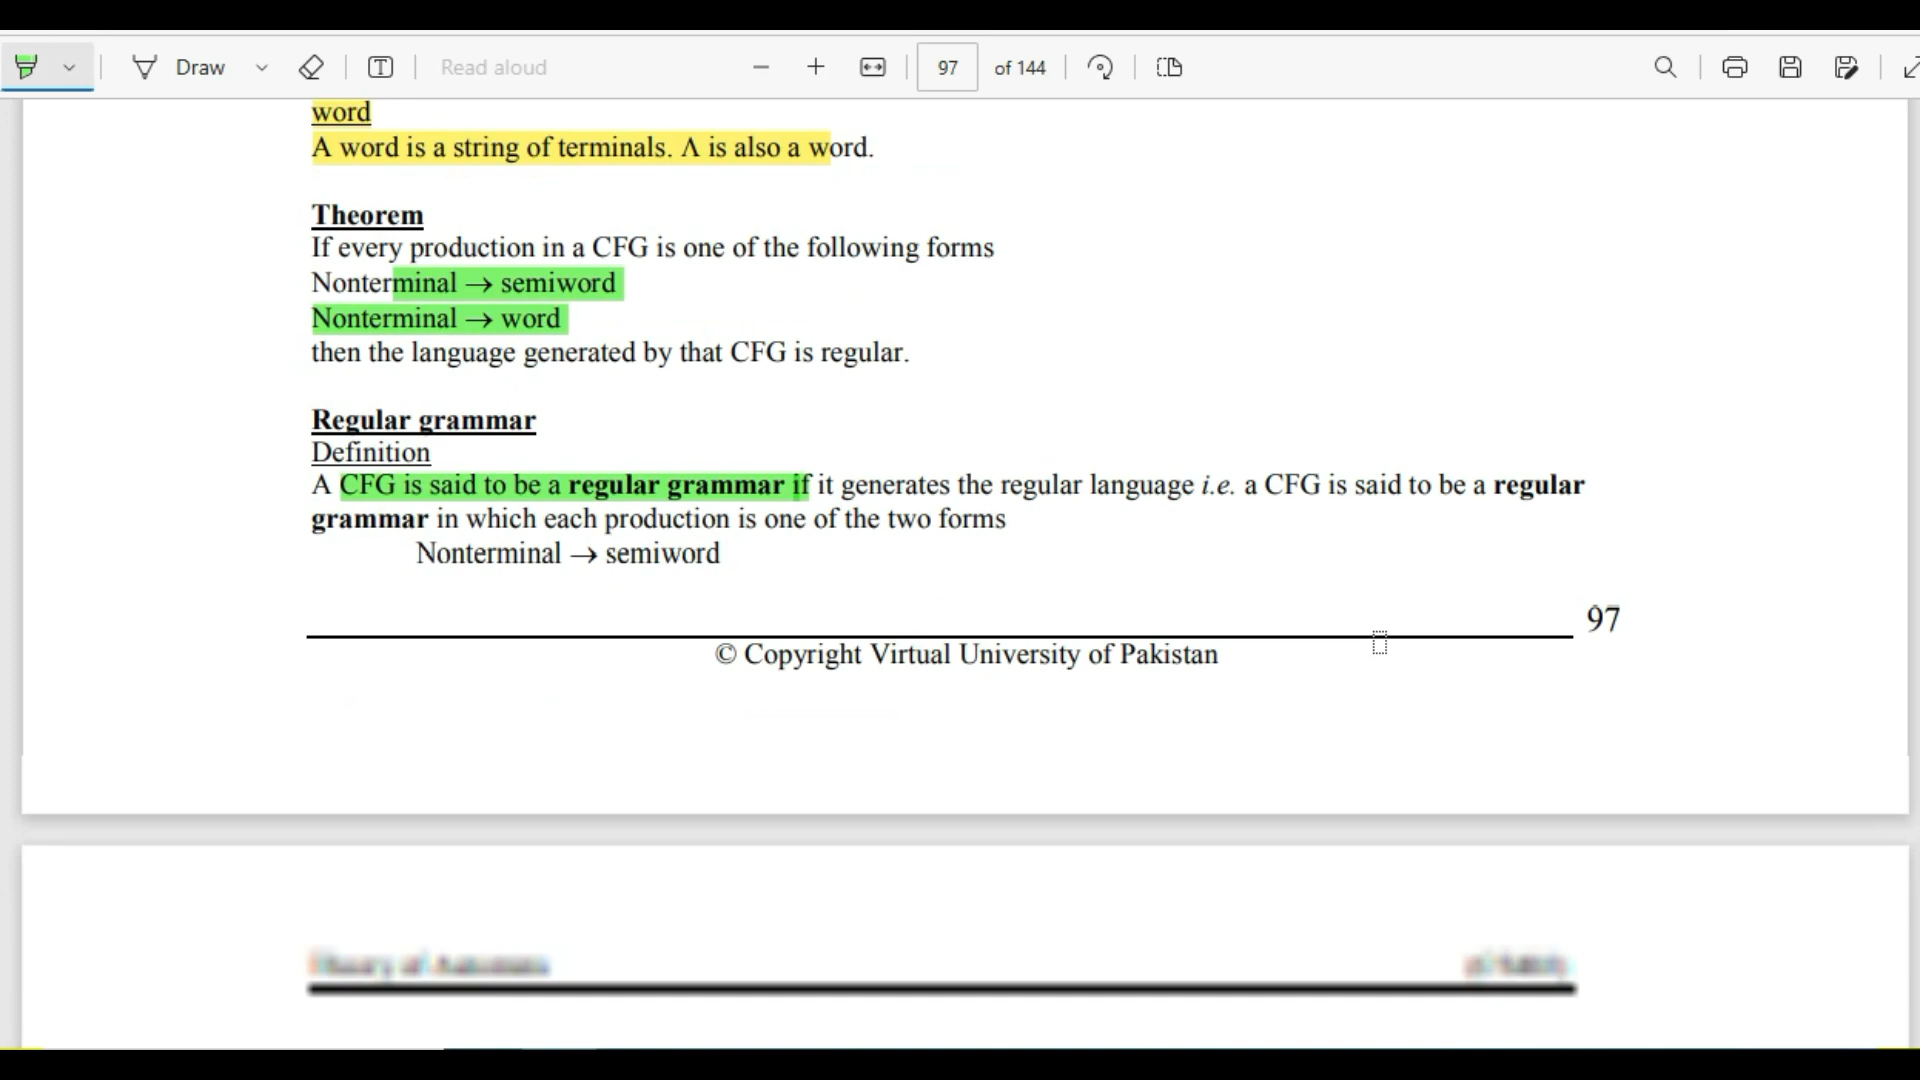 Draw
Read aloud
97 of 144
word
A word is a string of terminals. Λ is also a word.
Theorem
If every production in a CFG is one of the following forms
Nonterminal → semiword
Nonterminal → word
then the language generated by that CFG is regular.
Regular grammar
Definition
A CFG is said to be a regular grammar if it generates the regular language i.e. a CFG is said to be a regular
grammar in which each production is one of the two forms
Nonterminal → semiword
97
© Copyright Virtual University of Pakistan